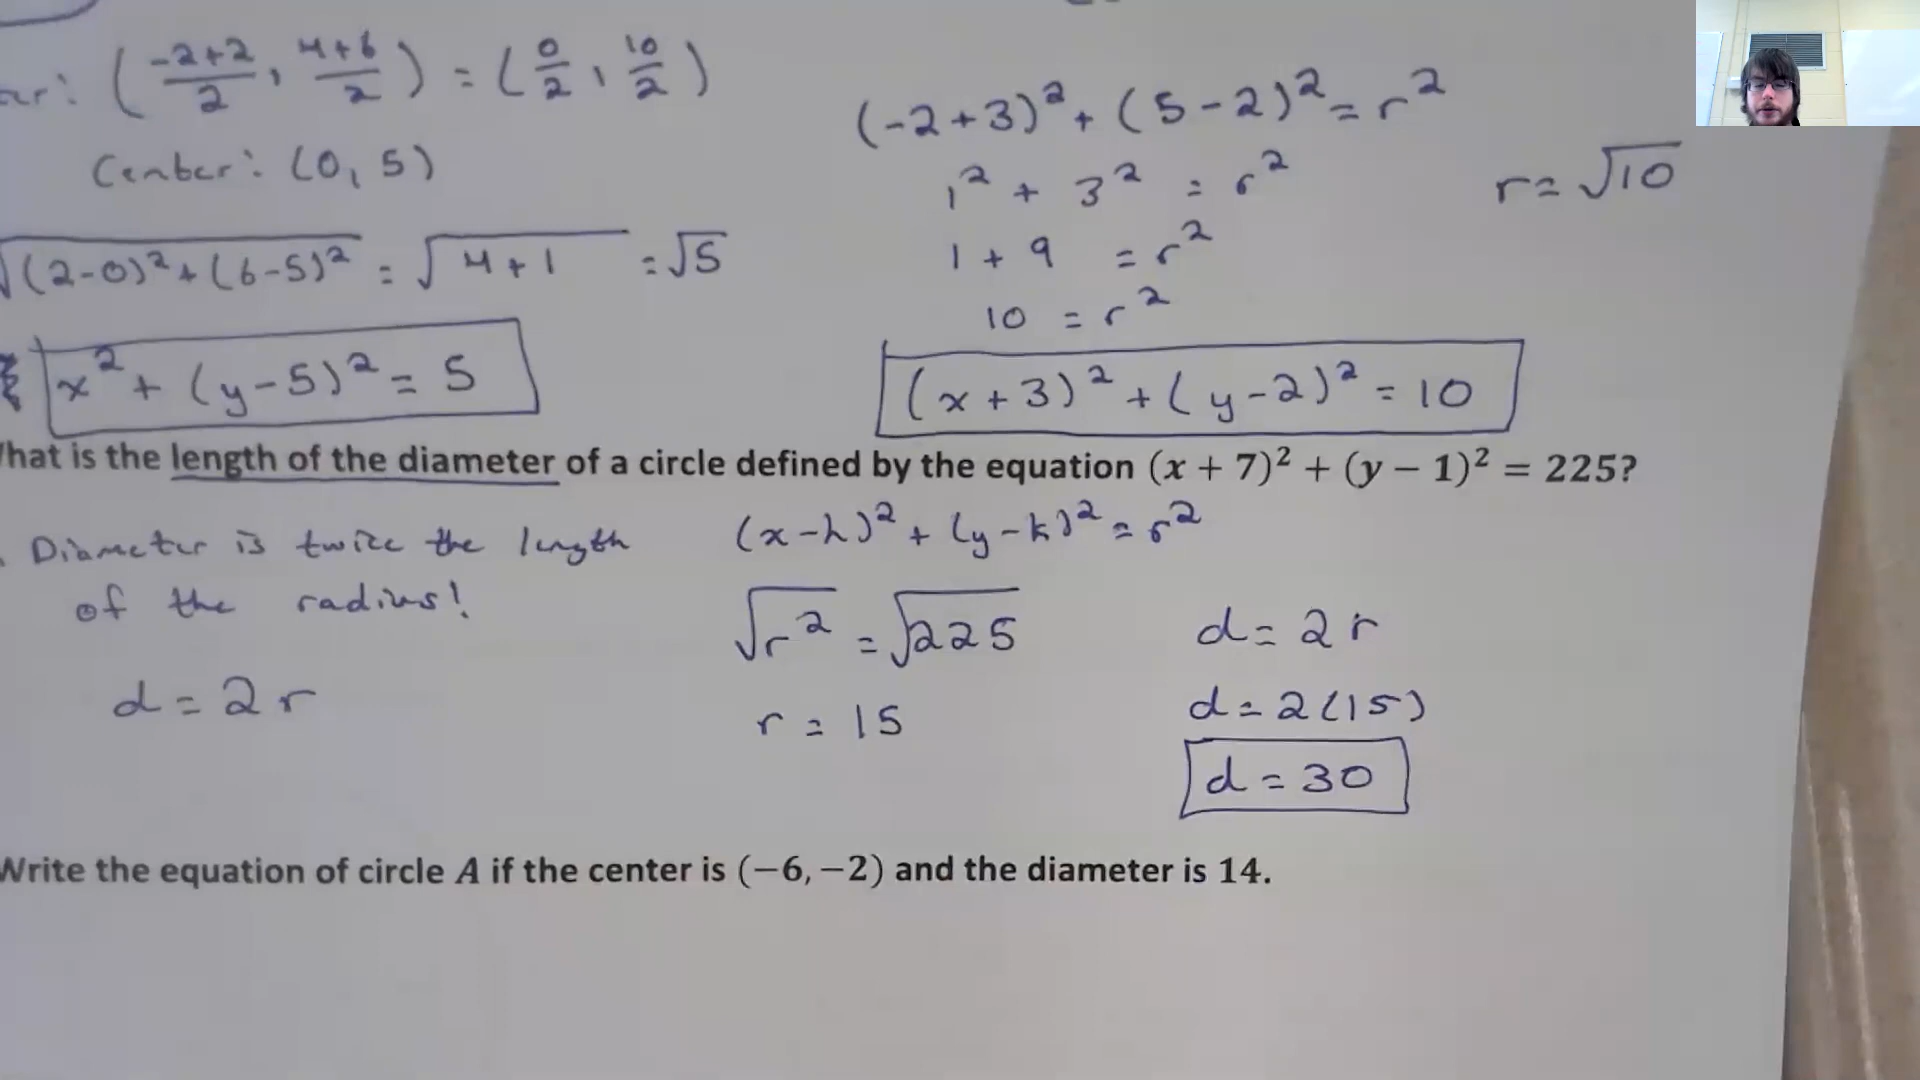 : ( -2+2/2 , 4+6/2 ) = ( 0/2 , 10/2 )
Center: (0, 5)
√(2-0)² + (6-5)² = √4+1 = √5
x² + (y-5)² = 5
(-2+3)² + (5-2)² = r²
1² + 3² = r²
r = √10
1 + 9 = r²
10 = r²
(x+3)² + (y-2)² = 10
hat is the length of the diameter of a circle defined by the equation (x + 7)² + (y − 1)² = 225?
Diameter is twice the length
of the radius!
d = 2r
(x-h)² + (y-k)² = r²
√r² = √225
r = 15
d = 2r
d = 2(15)
d = 30
Write the equation of circle A if the center is (−6, −2) and the diameter is 14.